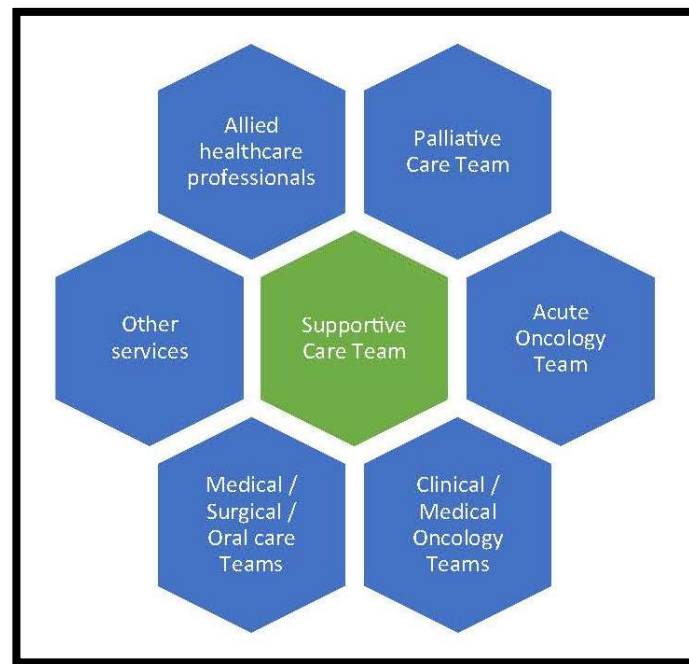 Allied
healthcare
professionals
Palliative
Care Team
Other
services
Supportive
Care Team
Acute
Oncology
Team
Medical /
Surgical /
Oral care
Teams
Clinical /
Medical
Oncology
Teams